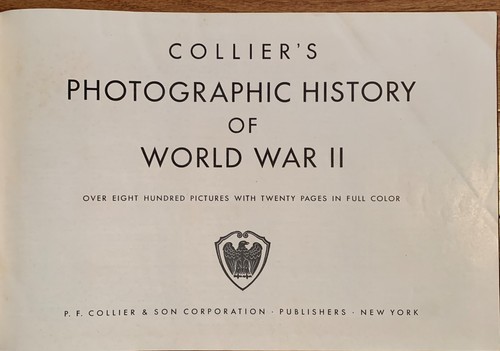 COLLIER'S
PHOTOGRAPHIC HISTORY
OF
WORLD WAR II
OVER EIGHT HUNDRED PICTURES WITH TWENTY PAGES IN FULL COLOR
P. F. COLLIER & SON CORPORATION · PUBLISHERS · NEW YORK